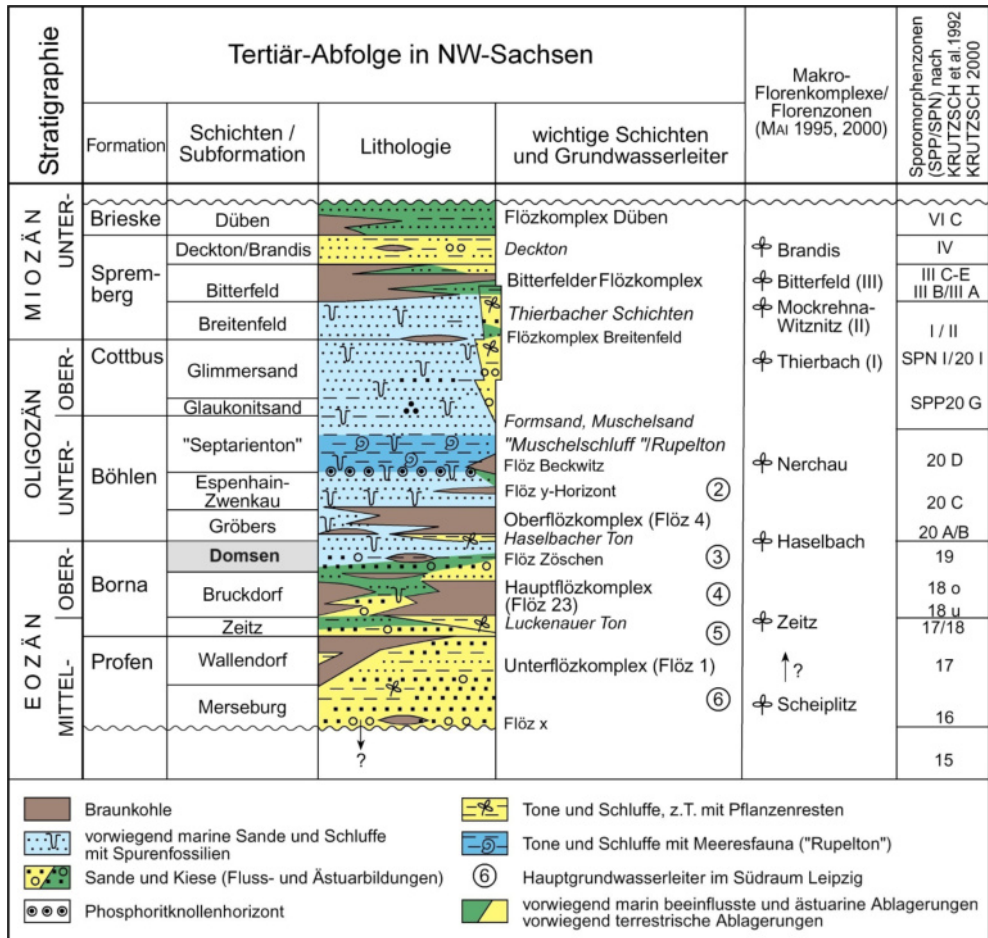 Stratigraphie
Tertiär-Abfolge in NW-Sachsen
Formation
Schichten /
Subformation
Lithologie
wichtige Schichten
und Grundwasserleiter
Makro-
Florenkomplexe/
Florenzonen
(MAI 1995, 2000)
Sporomorphenzonen
(SPP/SPN) nach
KRUTZSCH et al.1992
KRUTZSCH 2000
MIOZÄN
UNTER-
OLIGOZÄN
OBER-
UNTER-
EOZÄN
OBER-
MITTEL-
Brieske
Sprem-
berg
Cottbus
Böhlen
Borna
Profen
Düben
Deckton/Brandis
Bitterfeld
Breitenfeld
Glimmersand
Glaukonitsand
"Septarienton"
Espenhain-
Zwenkau
Gröbers
Domsen
Bruckdorf
Zeitz
Wallendorf
Merseburg
?
Flözkomplex Düben
Deckton
Bitterfelder Flözkomplex
Thierbacher Schichten
Flözkomplex Breitenfeld
Formsand, Muschelsand
"Muschelschluff "/Rupelton
Flöz Beckwitz
Flöz y-Horizont 2
Oberflözkomplex (Flöz 4)
Haselbacher Ton
Flöz Zöschen 3
Hauptflözkomplex 4
(Flöz 23)
Luckenauer Ton 5
Unterflözkomplex (Flöz 1)
6
Flöz x
Brandis
Bitterfeld (III)
Mockrehna-
Witznitz (II)
Thierbach (I)
Nerchau
Haselbach
Zeitz
?
Scheiplitz
VI C
IV
III C-E
III B/III A
I / II
SPN I/20 I
SPP20 G
20 D
20 C
20 A/B
19
18 o
18 u
17/18
17
16
15
Braunkohle
vorwiegend marine Sande und Schluffe
mit Spurenfossilien
Sande und Kiese (Fluss- und Ästuarbildungen)
Phosphoritknollenhorizont
Tone und Schluffe, z.T. mit Pflanzenresten
Tone und Schluffe mit Meeresfauna ("Rupelton")
6 Hauptgrundwasserleiter im Südraum Leipzig
vorwiegend marin beeinflusste und ästuarine Ablagerungen
vorwiegend terrestrische Ablagerungen